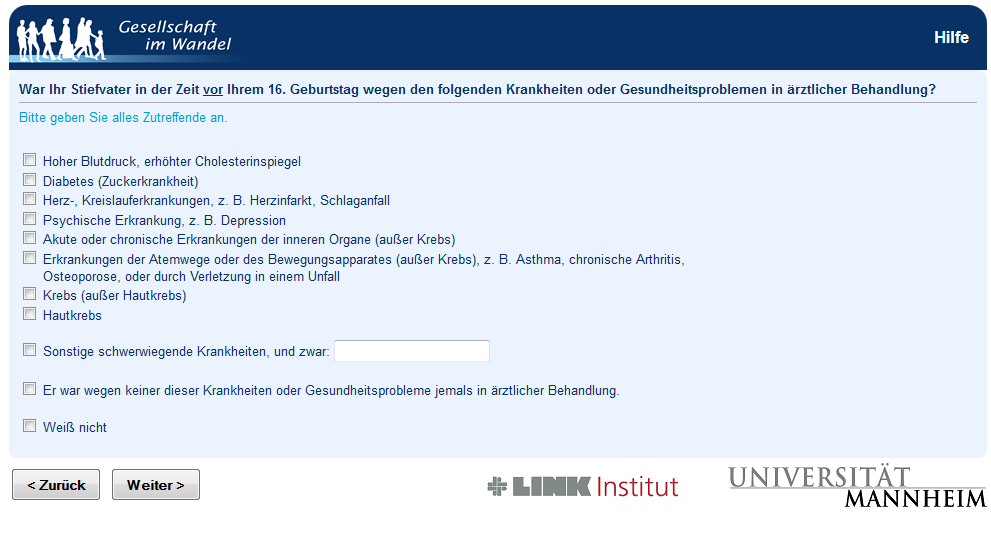 Gesellschaft
im Wandel
Hilfe
War Ihr Stiefvater in der Zeit vor Ihrem 16. Geburtstag wegen den folgenden Krankheiten oder Gesundheitsproblemen in ärztlicher Behandlung?
Bitte geben Sie alles Zutreffende an.
Hoher Blutdruck, erhöhter Cholesterinspiegel
Diabetes (Zuckerkrankheit)
Herz-, Kreislauferkrankungen, z. B. Herzinfarkt, Schlaganfall
Psychische Erkrankung, z. B. Depression
Akute oder chronische Erkrankungen der inneren Organe (außer Krebs)
Erkrankungen der Atemwege oder des Bewegungsapparates (außer Krebs), z. B. Asthma, chronische Arthritis,
Osteoporose, oder durch Verletzung in einem Unfall
Krebs (außer Hautkrebs)
Hautkrebs
Sonstige schwerwiegende Krankheiten, und zwar:
Er war wegen keiner dieser Krankheiten oder Gesundheitsprobleme jemals in ärztlicher Behandlung.
Weiß nicht
< Zurück
Weiter >
LINK Institut
UNIVERSITÄT
MANNHEIM